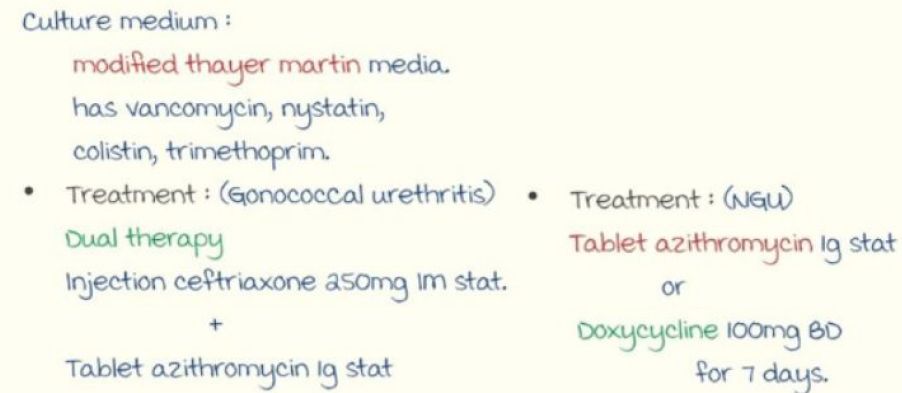 Culture medium :
modified thayer martin media.
has vancomycin, nystatin,
colistin, trimethoprim.
• Treatment : (Gonococcal urethritis)
Dual therapy
Injection ceftriaxone 250mg IM stat.
+
Tablet azithromycin 1g stat
• Treatment : (NGU)
Tablet azithromycin 1g stat
or
Doxycycline 100mg BD
for 7 days.